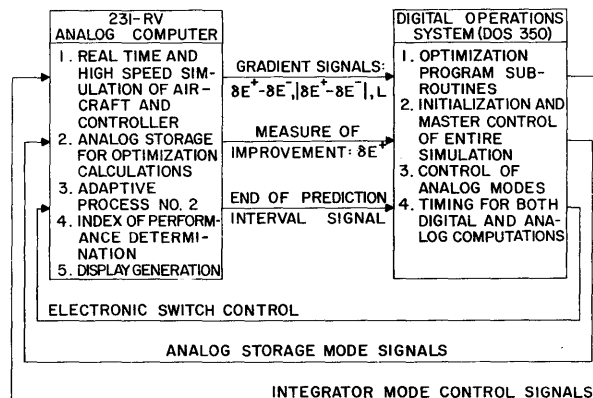 231-RV
ANALOG COMPUTER
1. REAL TIME AND
HIGH SPEED SIM-
ULATION OF AIR-
CRAFT AND
CONTROLLER
2. ANALOG STORAGE
FOR OPTIMIZATION
CALCULATIONS
3. ADAPTIVE
PROCESS NO. 2
4. INDEX OF PERFORM-
ANCE DETERMI-
NATION
5. DISPLAY GENERATION
GRADIENT SIGNALS:
δE⁺-δE⁻,|δE⁺-δE⁻|, L
MEASURE OF
IMPROVEMENT: δE⁺
END OF PREDICTION
INTERVAL SIGNAL
DIGITAL OPERATIONS
SYSTEM (DOS 350)
1. OPTIMIZATION
PROGRAM SUB-
ROUTINES
2. INITIALIZATION AND
MASTER CONTROL
OF ENTIRE
SIMULATION
3. CONTROL OF
ANALOG MODES
4. TIMING FOR BOTH
DIGITAL AND ANA-
LOG COMPUTATIONS
ELECTRONIC SWITCH CONTROL
ANALOG STORAGE MODE SIGNALS
INTEGRATOR MODE CONTROL SIGNALS